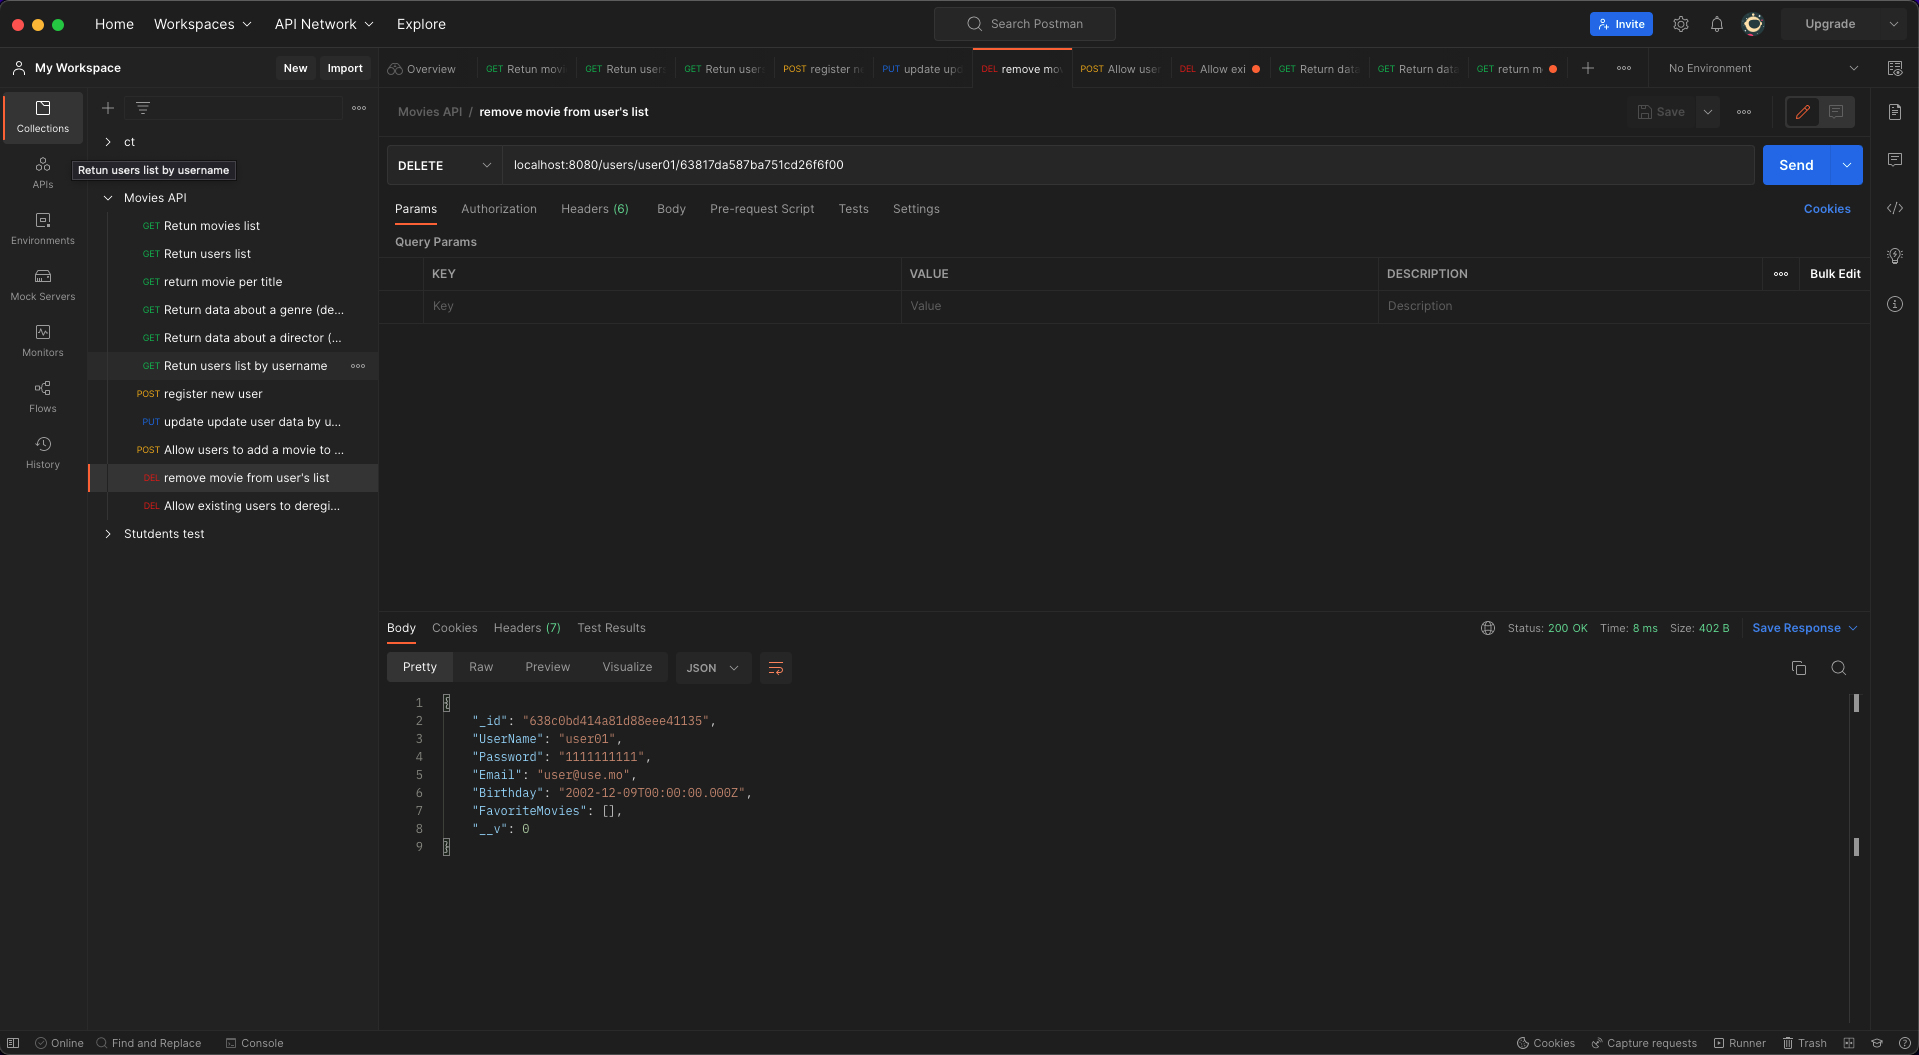 Home Workspaces API Network Explore Search Postman Invite Upgrade
My Workspace New Import
Overview GET Retun movi GET Retun user GET Retun user POST register n PUT update upd DEL remove mov POST Allow user DEL Allow exi GET Return data GET Return data GET return m No Environment
Collections
APIs
Environments
Mock Servers
Monitors
Flows
History
ct
Retun users list by username
Movies API
GET Retun movies list
GET Retun users list
GET return movie per title
GET Return data about a genre (de...
GET Return data about a director (...
GET Retun users list by username
POST register new user
PUT update update user data by u...
POST Allow users to add a movie to ...
DEL remove movie from user's list
DEL Allow existing users to deregi...
Stutdents test
Movies API / remove movie from user's list Save
DELETE localhost:8080/users/user01/63817da587ba751cd26f6f00 Send
Params Authorization Headers (6) Body Pre-request Script Tests Settings Cookies
Query Params
KEY VALUE DESCRIPTION Bulk Edit
Key Value Description
Body Cookies Headers (7) Test Results Status: 200 OK Time: 8 ms Size: 402 B Save Response
Pretty Raw Preview Visualize JSON
1 {
2 "_id": "638c0bd414a81d88eee41135",
3 "UserName": "user01",
4 "Password": "1111111111",
5 "Email": "user@use.mo",
6 "Birthday": "2002-12-09T00:00:00.000Z",
7 "FavoriteMovies": [],
8 "__v": 0
9 }
Online Find and Replace Console Cookies Capture requests Runner Trash